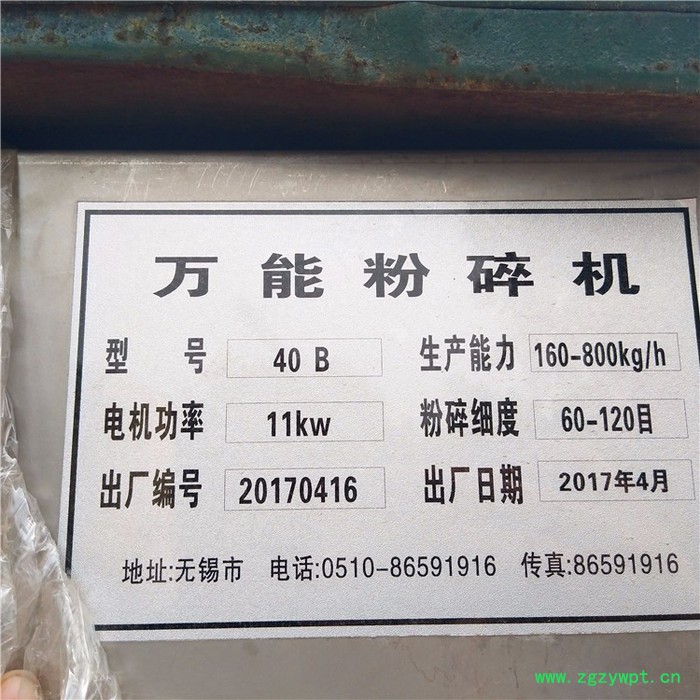 万能粉碎机
型 号 40 B 生产能力 160-800kg/h
电机功率 11kw 粉碎细度 60-120目
出厂编号 20170416 出厂日期 2017年4月
地址:无锡市 电话:0510-86591916 传真:86591916
www.zgzywpt.cn